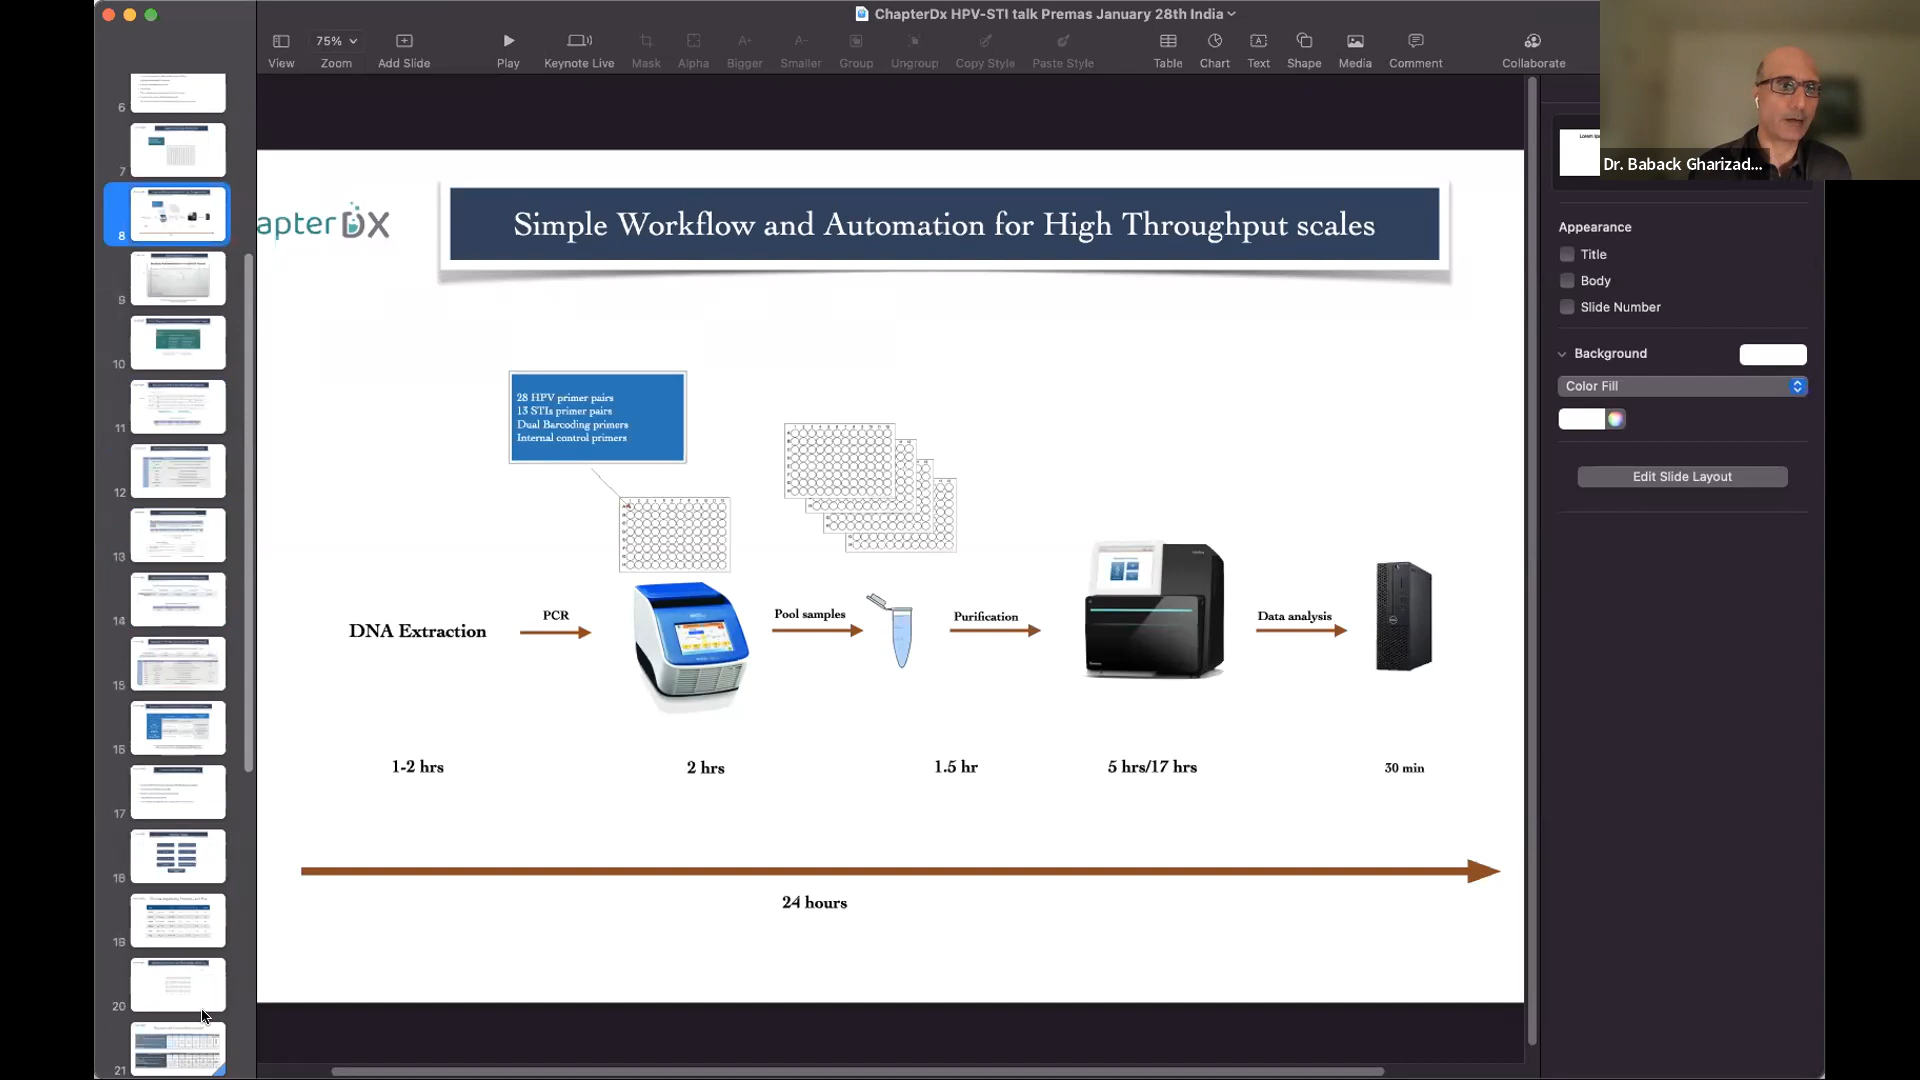 ChapterDx HPV-STI talk Premas January 28th India
75%
View
Zoom
Add Slide
Play
Keynote Live
Mask
Alpha
Bigger
Smaller
Group
Ungroup
Copy Style
Paste Style
Table
Chart
Text
Shape
Media
Comment
Collaborate
Dr. Baback Gharizad...
6
7
8
9
10
11
12
13
14
15
16
17
18
19
20
21
apterDX
Simple Workflow and Automation for High Throughput scales
28 HPV primer pairs
13 STIs primer pairs
Dual Barcoding primers
Internal control primers
DNA Extraction
PCR
Pool samples
Purification
Data analysis
1-2 hrs
2 hrs
1.5 hr
5 hrs/17 hrs
30 min
24 hours
Appearance
Title
Body
Slide Number
Background
Color Fill
Edit Slide Layout